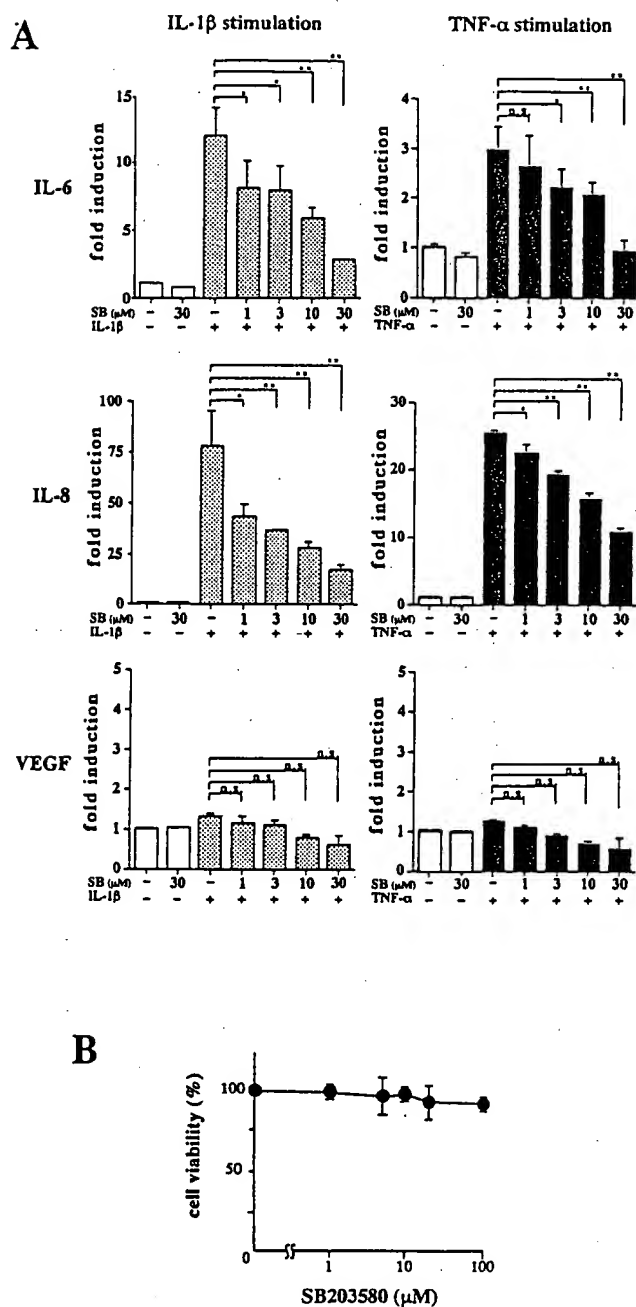 A
IL-1β stimulation TNF-α stimulation
IL-6
fold induction
15
10
5
0
* * ** **
SB (μM) – 30 – 1 3 10 30
IL-1β – – + + + + +
fold induction
4
3
2
1
0
n.s * ** **
SB (μM) – 30 – 1 3 10 30
TNF-α – – + + + + +
IL-8
fold induction
100
75
50
25
0
* ** ** **
SB (μM) – 30 – 1 3 10 30
IL-1β – – + + + + +
fold induction
30
20
10
0
* ** ** **
SB (μM) – 30 – 1 3 10 30
TNF-α – – + + + + +
VEGF
fold induction
5
4
3
2
1
0
n.s n.s n.s n.s
SB (μM) – 30 – 1 3 10 30
IL-1β – – + + + + +
fold induction
5
4
3
2
1
0
n.s n.s n.s n.s
SB (μM) – 30 – 1 3 10 30
TNF-α – – + + + + +
B
cell viability (%)
100
50
0
1 10 100
SB203580 (μM)